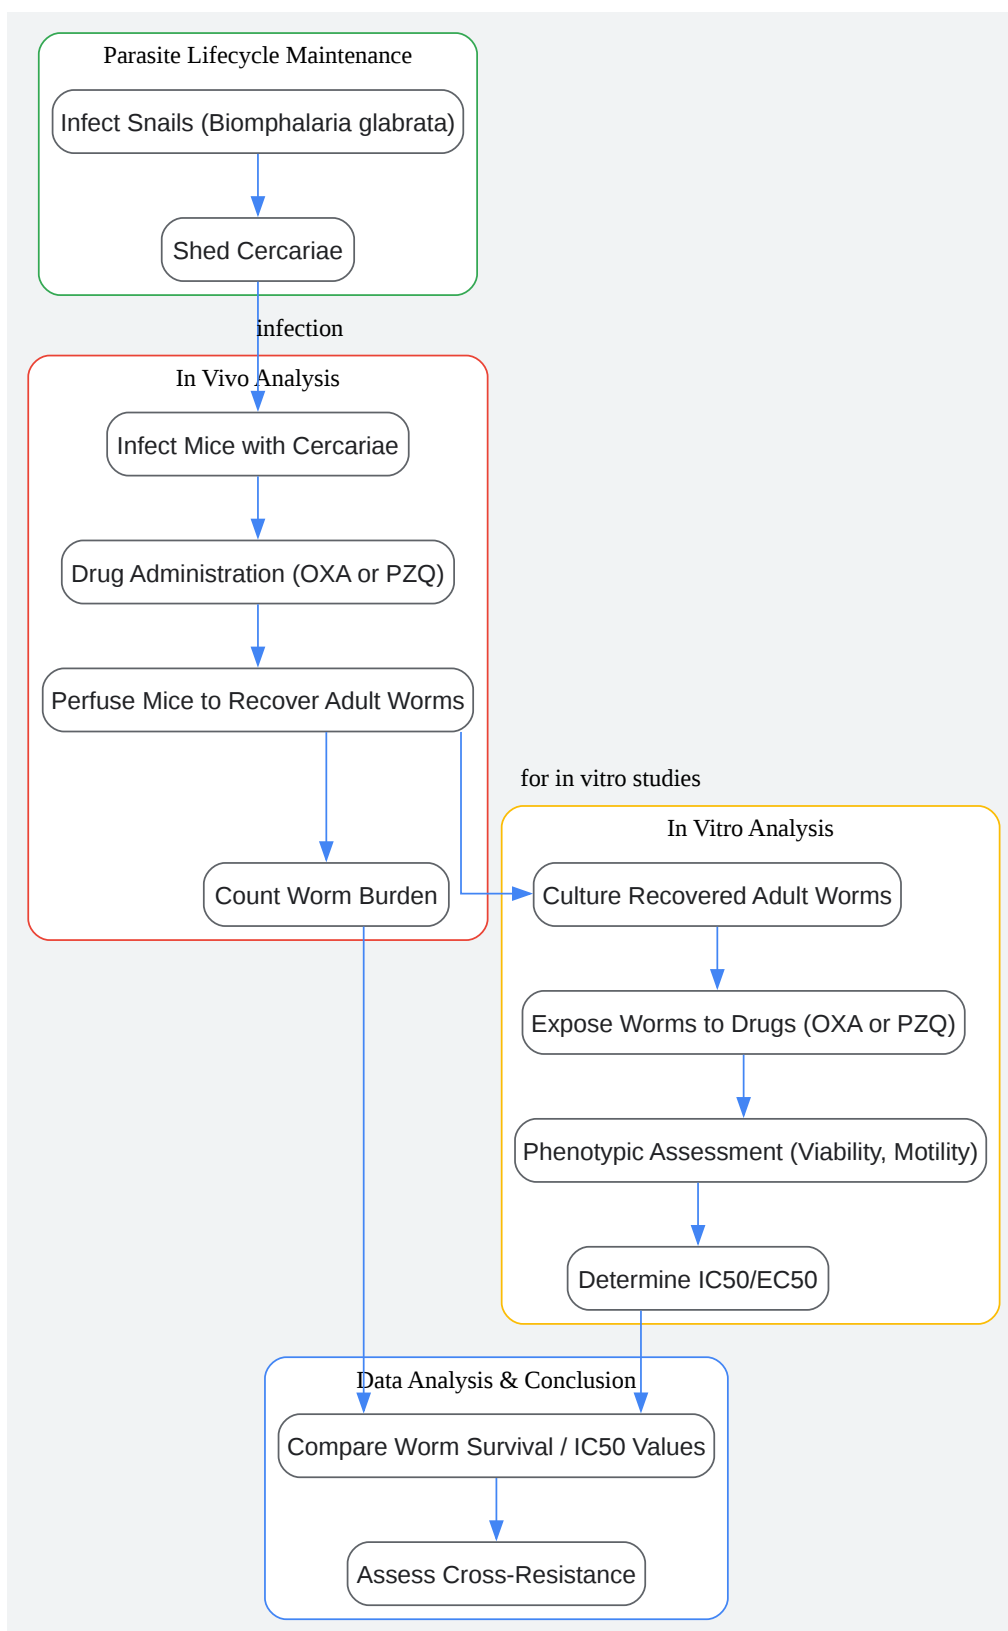 Parasite Lifecycle Maintenance
Infect Snails (Biomphalaria glabrata)
Shed Cercariae
infection
In Vivo Analysis
Infect Mice with Cercariae
Drug Administration (OXA or PZQ)
Perfuse Mice to Recover Adult Worms
Count Worm Burden
for in vitro studies
In Vitro Analysis
Culture Recovered Adult Worms
Expose Worms to Drugs (OXA or PZQ)
Phenotypic Assessment (Viability, Motility)
Determine IC50/EC50
Data Analysis & Conclusion
Compare Worm Survival / IC50 Values
Assess Cross-Resistance